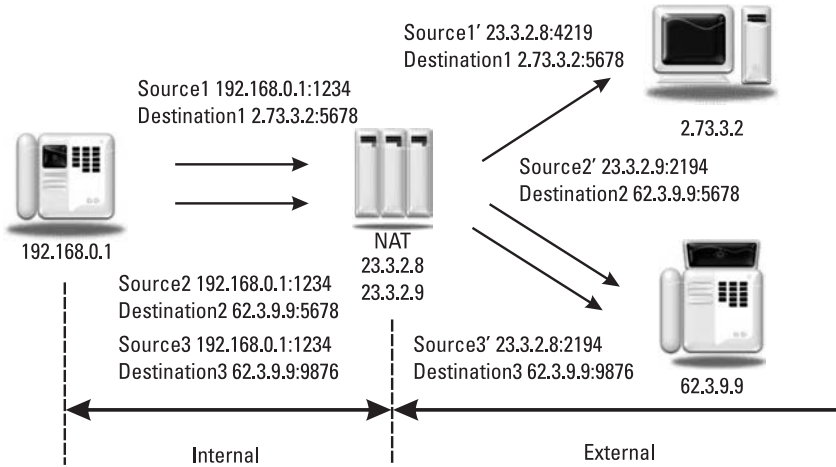 Source1′ 23.3.2.8:4219
Destination1 2.73.3.2:5678
Source1 192.168.0.1:1234
Destination1 2.73.3.2:5678
2.73.3.2
Source2′ 23.3.2.9:2194
Destination2 62.3.9.9:5678
192.168.0.1
NAT
23.3.2.8
23.3.2.9
Source2 192.168.0.1:1234
Destination2 62.3.9.9:5678
Source3 192.168.0.1:1234
Destination3 62.3.9.9:9876
Source3′ 23.3.2.8:2194
Destination3 62.3.9.9:9876
62.3.9.9
Internal
External